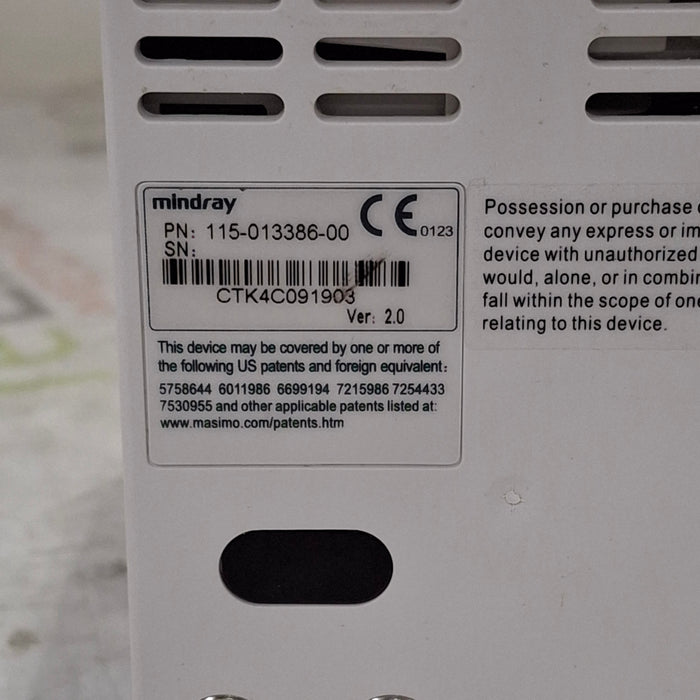 mindray
PN: 115-013386-00
CE 0123
SN:
CTK4C091903
Ver: 2.0
This device may be covered by one or more of
the following US patents and foreign equivalent:
5758644 6011986 6699194 7215986 7254433
7530955 and other applicable patents listed at:
www.masimo.com/patents.htm
Possession or purchase
convey any express or im
device with unauthorized
would, alone, or in combin
fall within the scope of one
relating to this device.